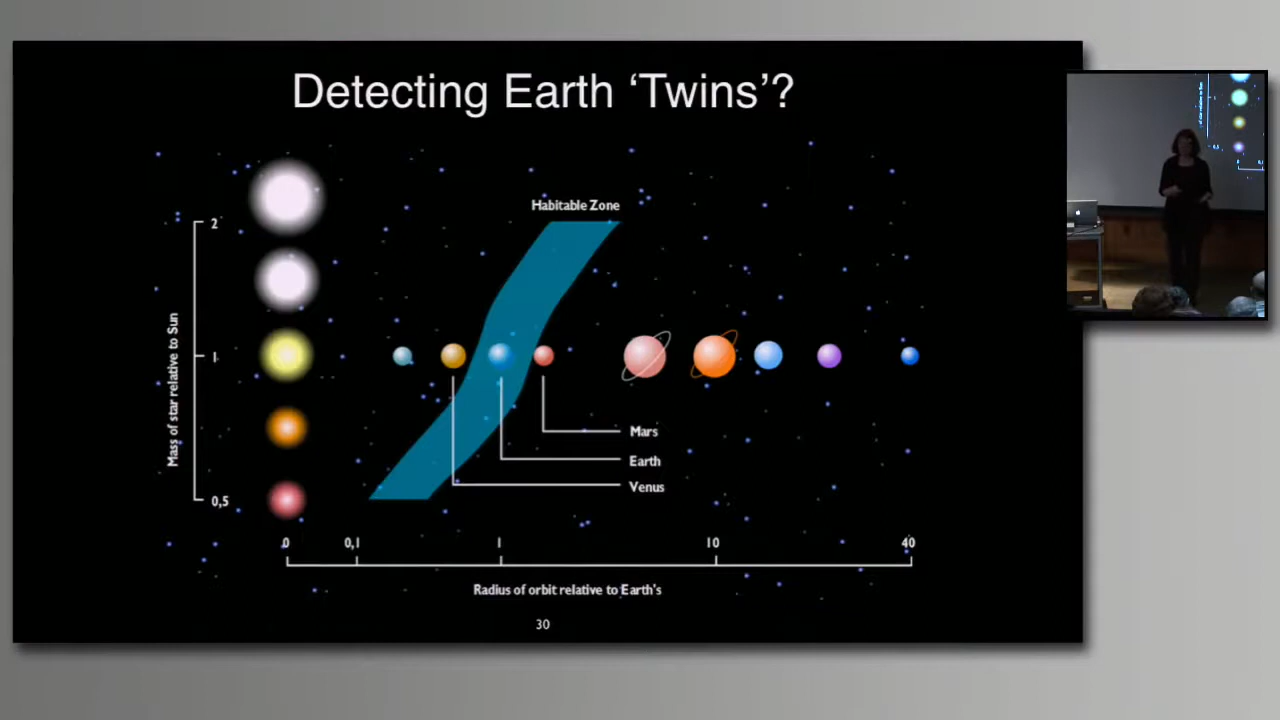 Detecting Earth ‘Twins’?
Habitable Zone
Mass of star relative to Sun
2
1
0,5
Mars
Earth
Venus
0
0,1
1
10
40
Radius of orbit relative to Earth's
30